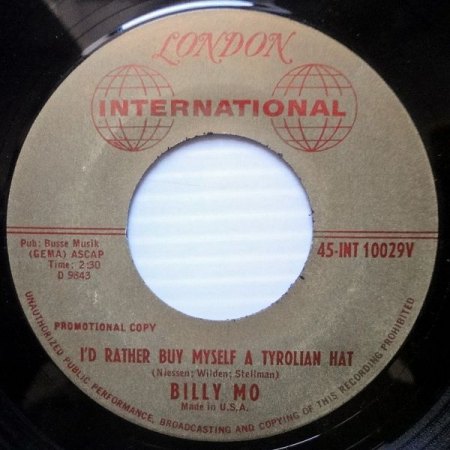 LONDON
INTERNATIONAL
Pub: Busse Musik
(GEMA) ASCAP
Time: 2:30
D 9843
45-INT 10029V
PROMOTIONAL COPY
I'D RATHER BUY MYSELF A TYROLIAN HAT
(Niessen; Wilden; Stellman)
BILLY MO
Made in U.S.A.
UNAUTHORIZED PUBLIC PERFORMANCE, BROADCASTING AND COPYING OF THIS RECORDING PROHIBITED